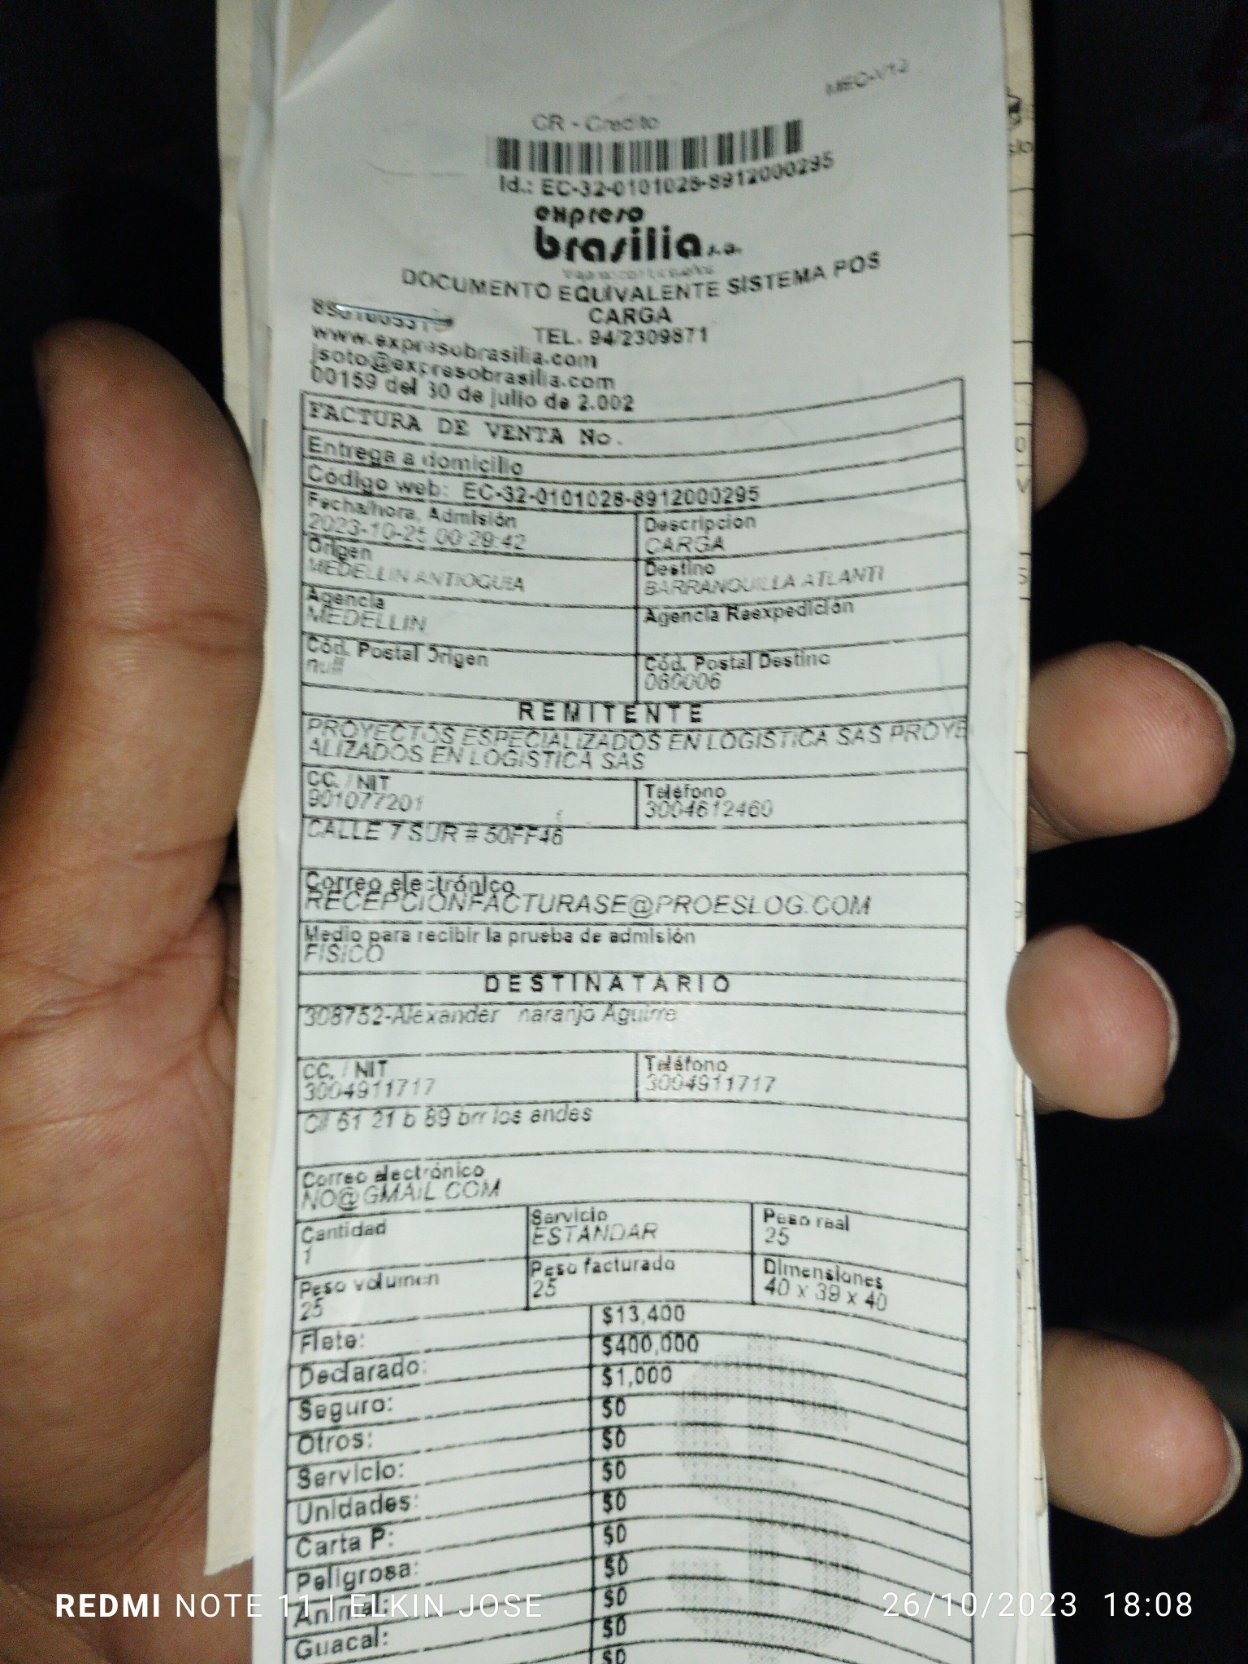 MEC-V12
CR - Credito
Id.: EC-32-0101028-8912000295
expreso
brasilia s.a.
DOCUMENTO EQUIVALENTE SISTEMA POS
CARGA
TEL. 94/2309871
www.expresobrasilia.com
jsoto@expresobrasilia.com
00159 del 30 de julio de 2.002
FACTURA DE VENTA No.
Entrega a domicilio
Código web: EC-32-0101028-8912000295
Fecha/hora. Admisión Descripción
2023-10-25 00:29:42 CARGA
Origen Destino
MEDELLIN ANTIOQUIA BARRANQUILLA ATLANTI
Agencia Agencia Reexpedición
MEDELLIN
Cód. Postal Origen Cód. Postal Destino
null 080006
REMITENTE
PROYECTOS ESPECIALIZADOS EN LOGISTICA SAS PROYE
ALIZADOS EN LOGISTICA SAS
CC. / NIT Teléfono
901077201 3004612460
CALLE 7 SUR # 50FF46
Correo electrónico
RECEPCIONFACTURASE@PROESLOG.COM
Medio para recibir la prueba de admisión
FISICO
DESTINATARIO
308752-Alexander naranjo Aguirre
CC. / NIT Teléfono
3004911717 3004911717
Cll 61 21 b 89 brr los andes
Correo electrónico
NO@GMAIL.COM
Cantidad Servicio Peso real
1 ESTANDAR 25
Peso volumen Peso facturado Dimensiones
25 25 40 x 39 x 40
Flete: $13,400
Declarado: $400,000
Seguro: $1,000
Otros: $0
Servicio: $0
Unidades: $0
Carta P: $0
Peligrosa: $0
Animal: $0
Guacal: $0
$0
$0
REDMI NOTE 11 | ELKIN JOSE
26/10/2023 18:08